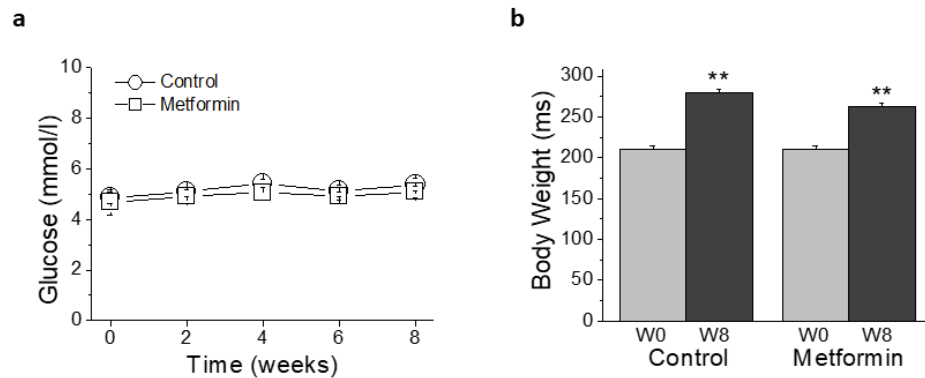 a
10
8
6
4
2
0
Glucose (mmol/l)
Control
Metformin
0 2 4 6 8
Time (weeks)
b
300
250
200
150
100
50
0
Body Weight (ms)
**
**
W0 W8 W0 W8
Control Metformin